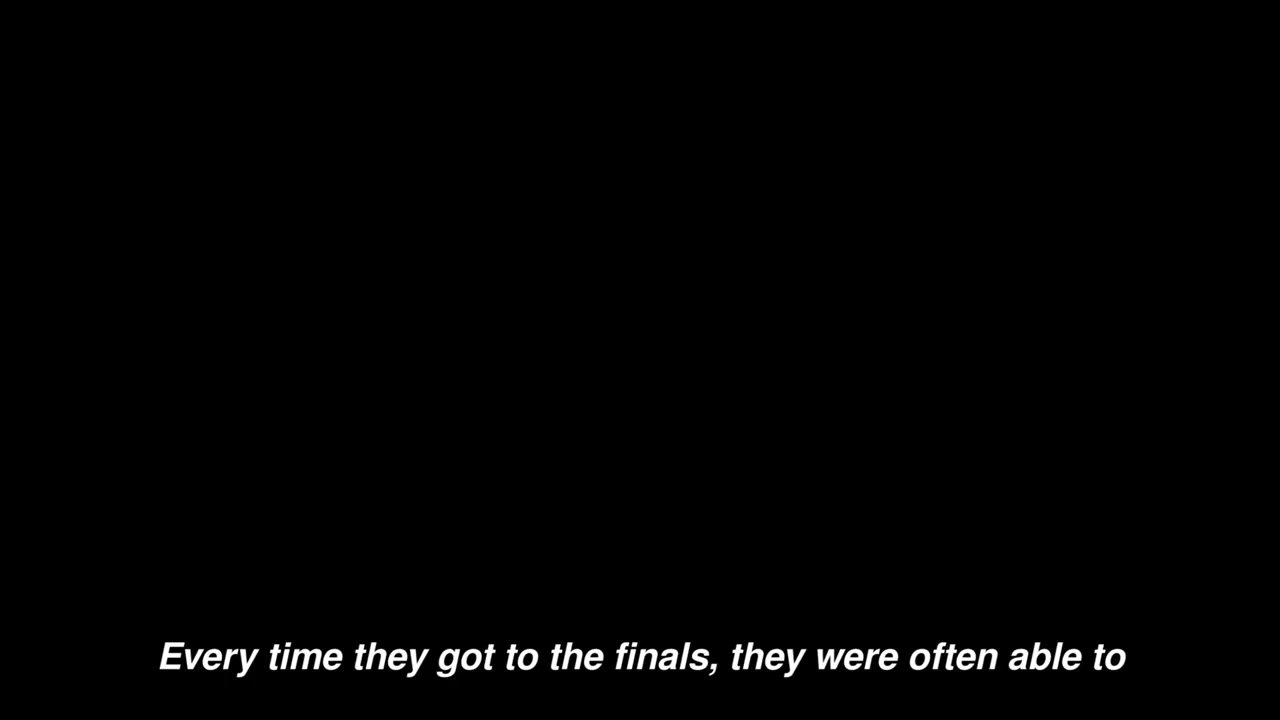 Every time they got to the finals, they were often able to